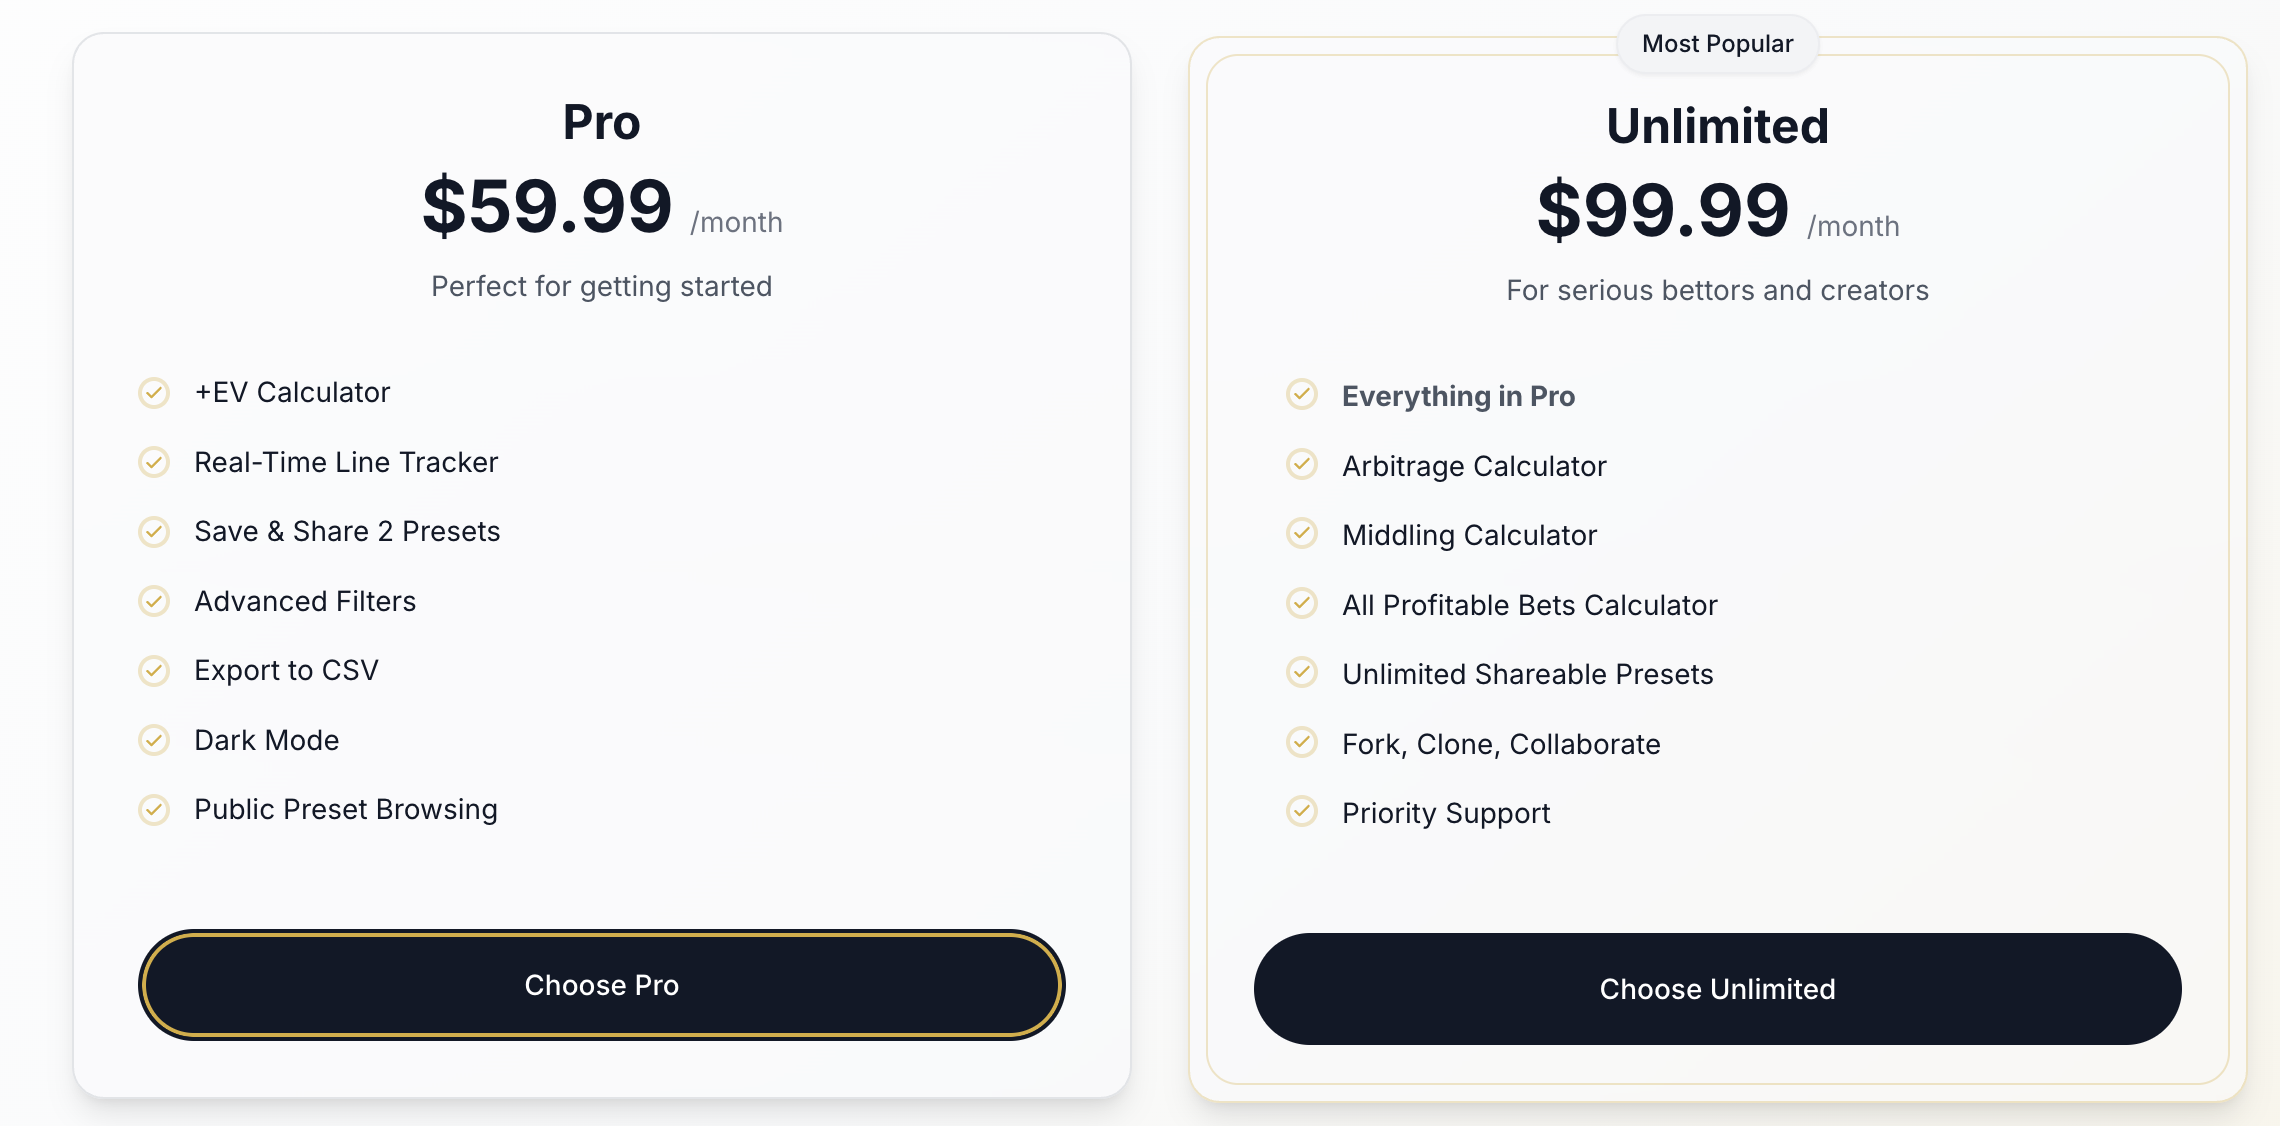 Pro
$59.99 /month
Perfect for getting started
+EV Calculator
Real-Time Line Tracker
Save & Share 2 Presets
Advanced Filters
Export to CSV
Dark Mode
Public Preset Browsing
Choose Pro
Most Popular
Unlimited
$99.99 /month
For serious bettors and creators
Everything in Pro
Arbitrage Calculator
Middling Calculator
All Profitable Bets Calculator
Unlimited Shareable Presets
Fork, Clone, Collaborate
Priority Support
Choose Unlimited